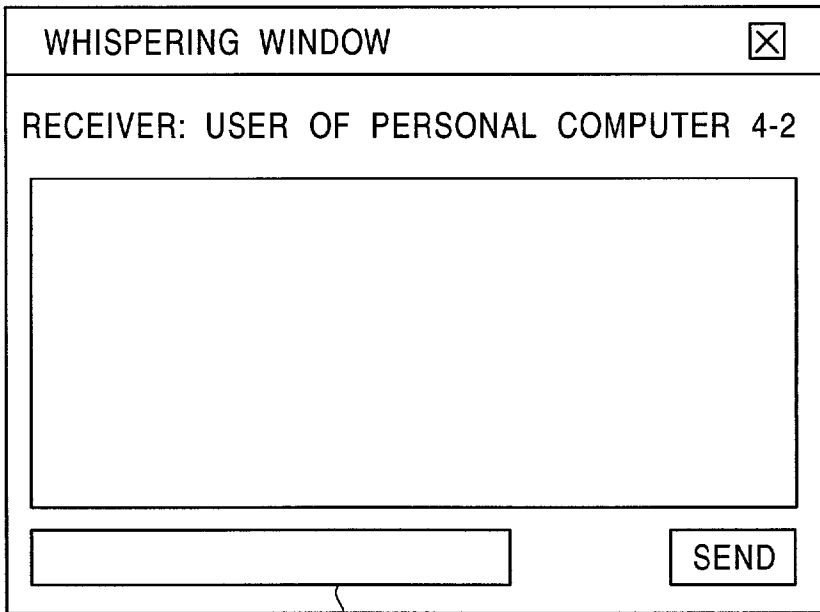 WHISPERING WINDOW
RECEIVER: USER OF PERSONAL COMPUTER 4-2
SEND